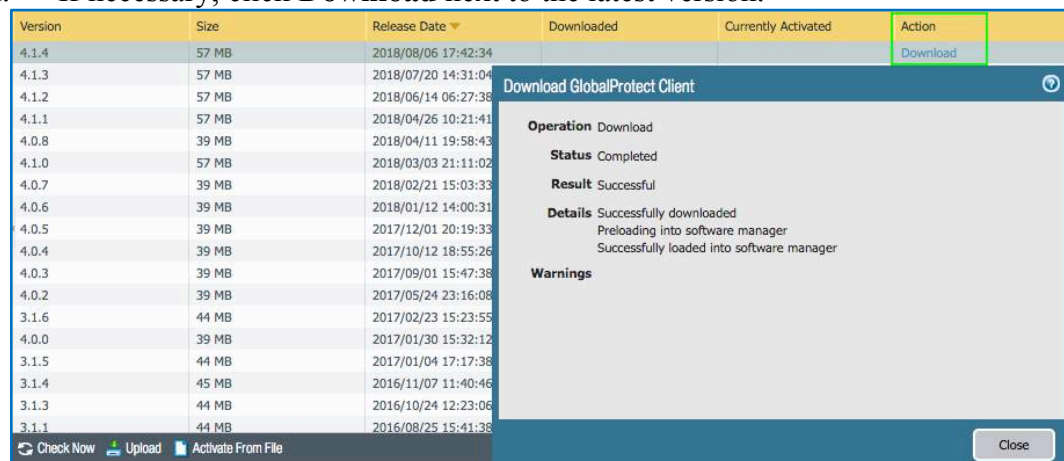 If necessary, click Download next to the latest version.
Version Size Release Date Downloaded Currently Activated Action
4.1.4 57 MB 2018/08/06 17:42:34 Download
4.1.3 57 MB 2018/07/20 14:31:04
Download GlobalProtect Client
4.1.2 57 MB 2018/06/14 06:27:38
4.1.1 57 MB 2018/04/26 10:21:41
Operation Download
4.0.8 39 MB 2018/04/11 19:58:43
Status Completed
4.1.0 57 MB 2018/03/03 21:11:02
4.0.7 39 MB 2018/02/21 15:03:33
Result Successful
4.0.6 39 MB 2018/01/12 14:00:31
Details Successfully downloaded
4.0.5 39 MB 2017/12/01 20:19:33
Preloading into software manager
4.0.4 39 MB 2017/10/12 18:55:26
Successfully loaded into software manager
4.0.3 39 MB 2017/09/01 15:47:38
Warnings
4.0.2 39 MB 2017/05/24 23:16:08
3.1.6 44 MB 2017/02/23 15:23:55
4.0.0 39 MB 2017/01/30 15:32:12
3.1.5 44 MB 2017/01/04 17:17:38
3.1.4 45 MB 2016/11/07 11:40:46
3.1.3 44 MB 2016/10/24 12:23:06
3.1.1 44 MB 2016/08/25 15:41:38
Check Now Upload Activate From File
Close